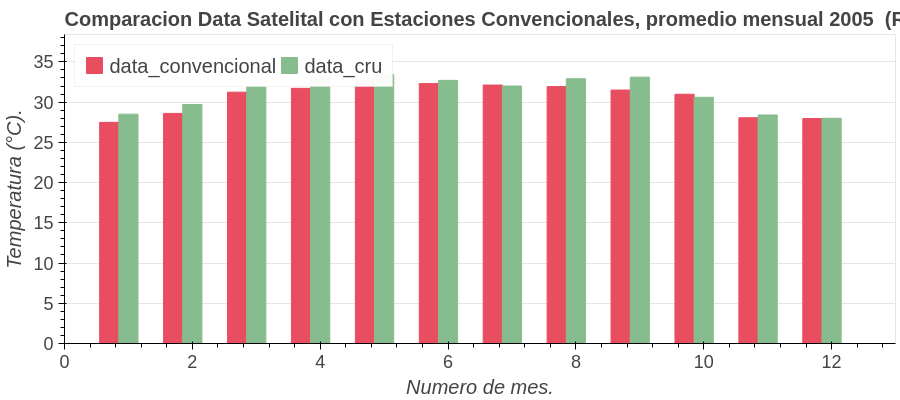 Comparacion Data Satelital con Estaciones Convencionales, promedio mensual 2005 (R
data_convencional data_cru
Temperatura (°C).
35
30
25
20
15
10
5
0
0 2 4 6 8 10 12
Numero de mes.